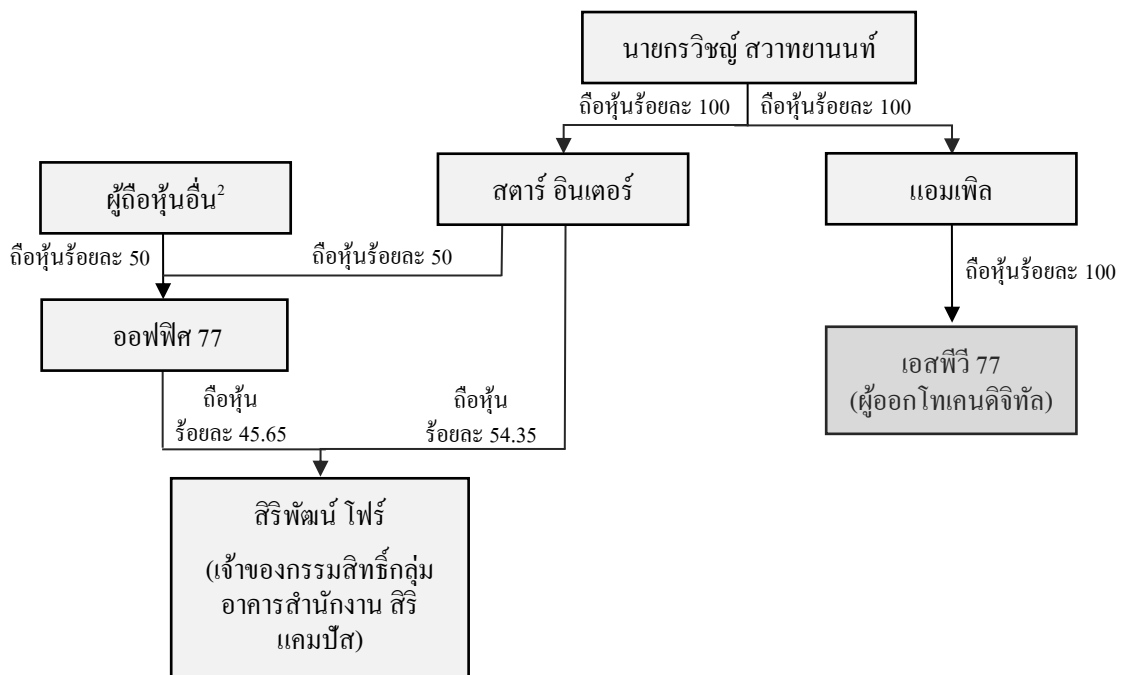 นายกรวิชญ์ สวาทยานนท์
ถือหุ้นร้อยละ 100
ถือหุ้นร้อยละ 100
ผู้ถือหุ้นอื่น2
สตาร์ อินเตอร์
แอมเพิล
ถือหุ้นร้อยละ 50
ถือหุ้นร้อยละ 50
ถือหุ้นร้อยละ 100
ออฟฟิศ 77
เอสพีวี 77
(ผู้ออกโทเคนดิจิทัล)
ถือหุ้น
ร้อยละ 45.65
ถือหุ้น
ร้อยละ 54.35
สิริพัฒน์ โฟร์
(เจ้าของกรรมสิทธิ์กลุ่ม
อาคารสำนักงาน สิริ
แคมปัส)